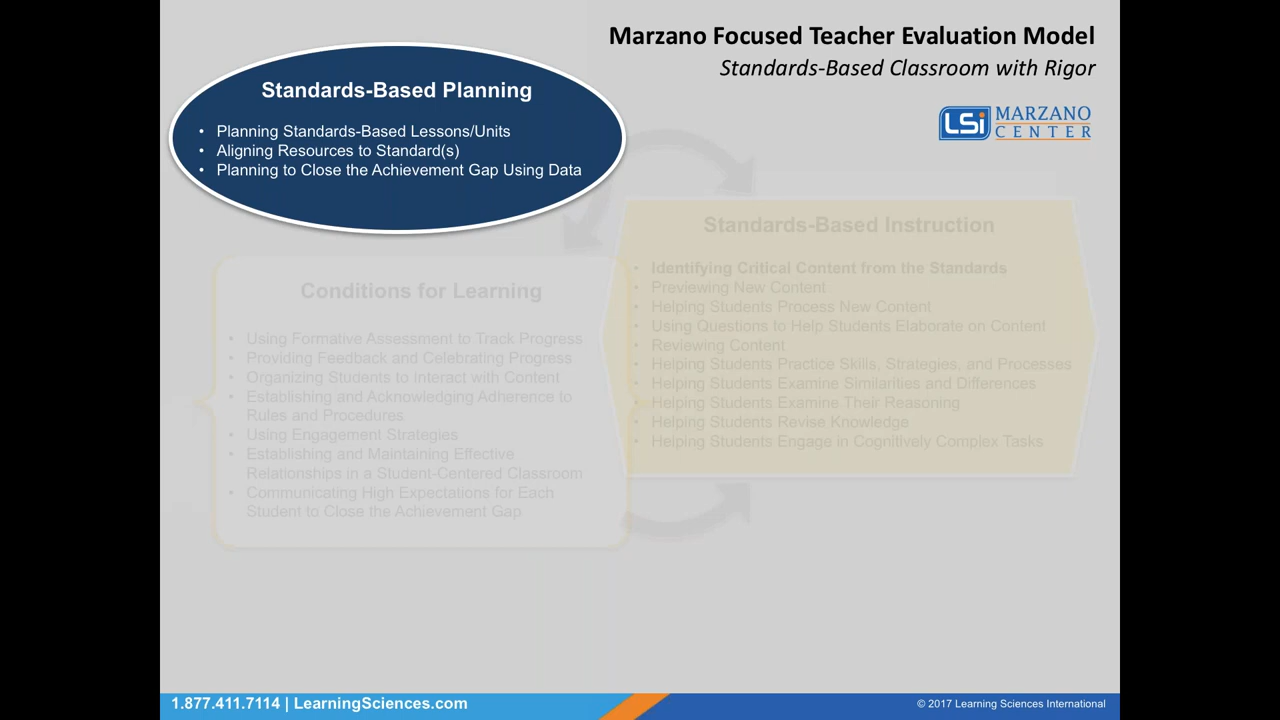 Marzano Focused Teacher Evaluation Model
Standards-Based Classroom with Rigor
LSi MARZANO
CENTER
Standards-Based Planning
• Planning Standards-Based Lessons/Units
• Aligning Resources to Standard(s)
• Planning to Close the Achievement Gap Using Data
Standards-Based Instruction
• Identifying Critical Content from the Standards
• Previewing New Content
• Helping Students Process New Content
• Using Questions to Help Students Elaborate on Content
• Reviewing Content
• Helping Students Practice Skills, Strategies, and Processes
• Helping Students Examine Similarities and Differences
• Helping Students Examine Their Reasoning
• Helping Students Revise Knowledge
• Helping Students Engage in Cognitively Complex Tasks
Conditions for Learning
• Using Formative Assessment to Track Progress
• Providing Feedback and Celebrating Progress
• Organizing Students to Interact with Content
• Establishing and Acknowledging Adherence to
Rules and Procedures
• Using Engagement Strategies
• Establishing and Maintaining Effective
Relationships in a Student-Centered Classroom
• Communicating High Expectations for Each
Student to Close the Achievement Gap
1.877.411.7114 | LearningSciences.com
© 2017 Learning Sciences International